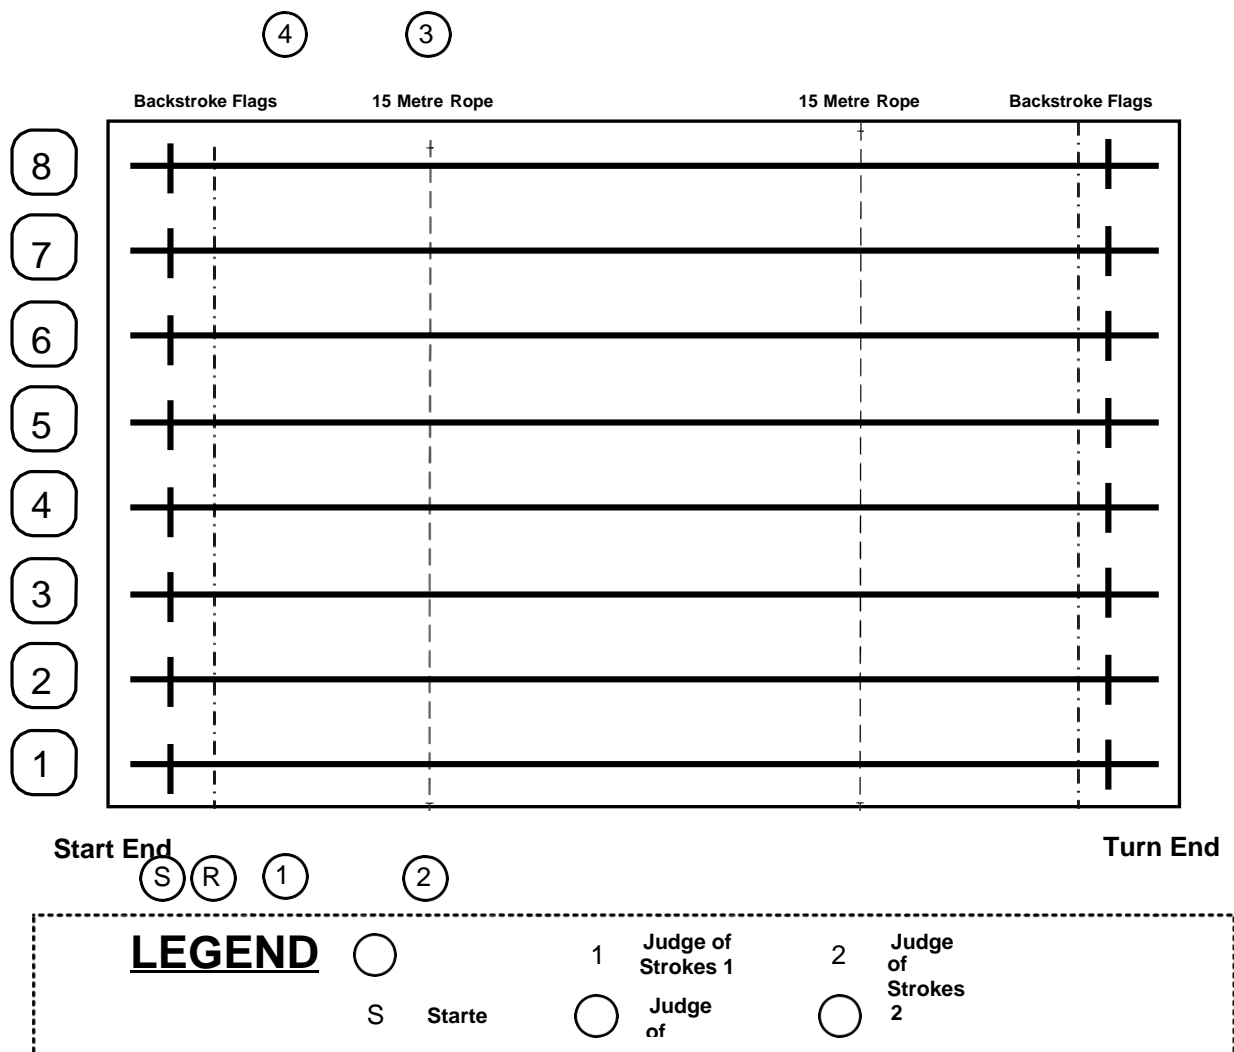 4 3
Backstroke Flags 15 Metre Rope 15 Metre Rope Backstroke Flags
8
7
6
5
4
3
2
1
Start End Turn End
S R 1 2
LEGEND
1 Judge of
Strokes 1
2 Judge
of
Strokes
2
S Starte
Judge
of